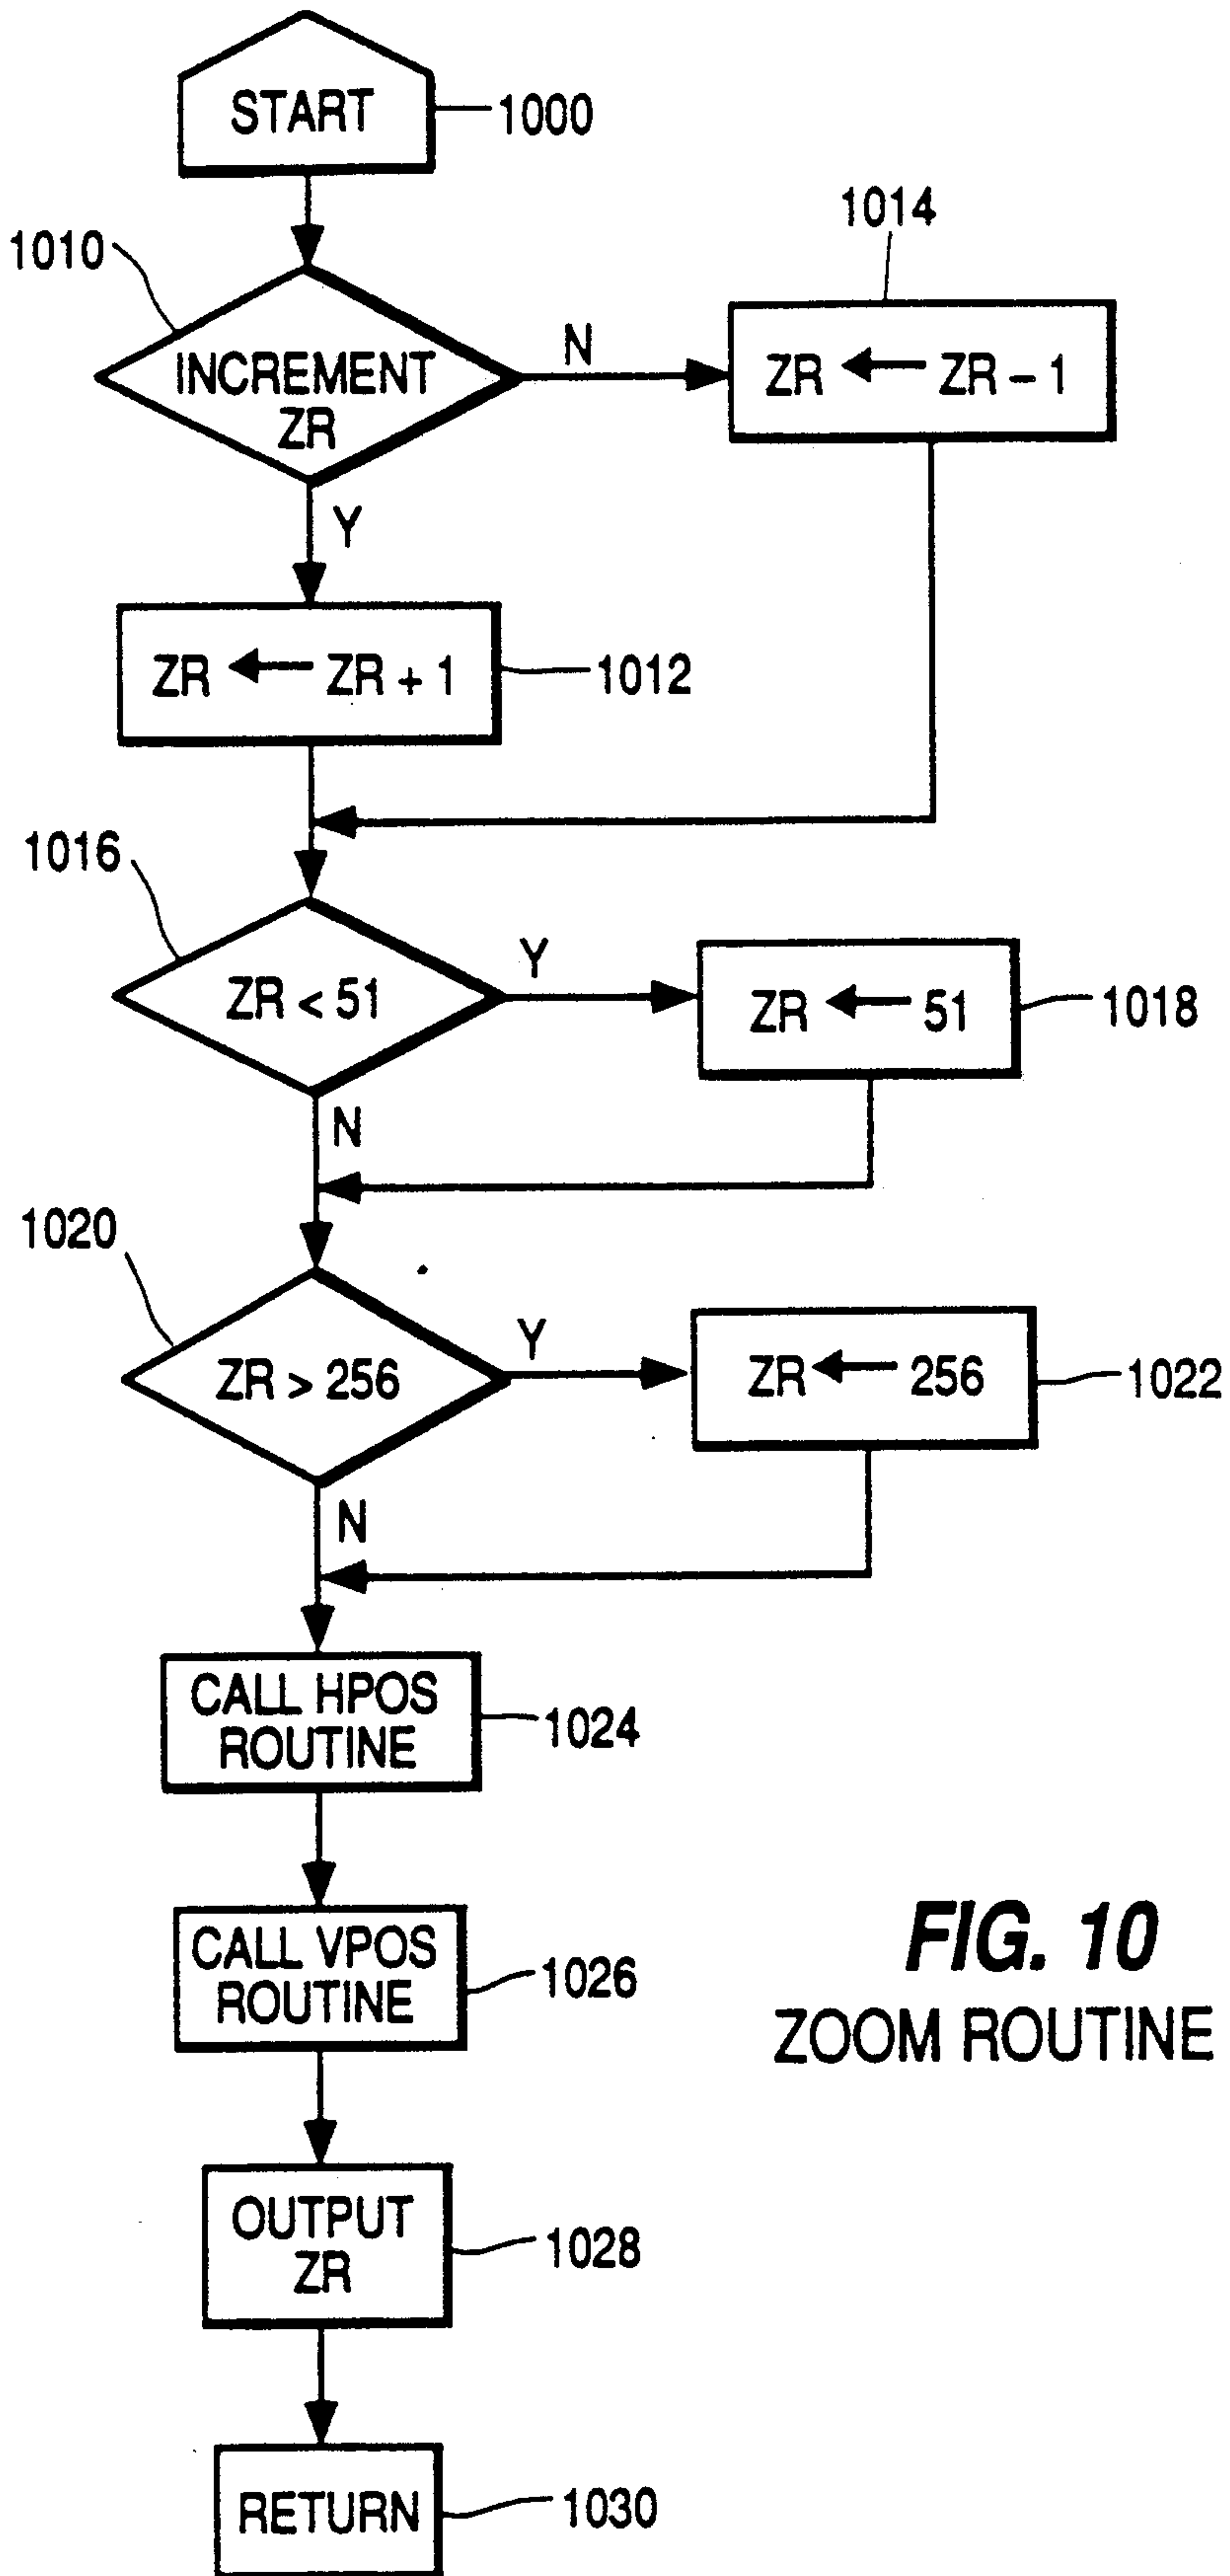 START
1000
1014
1010
INCREMENT
ZR
N
ZR ← ZR – 1
Y
ZR ← ZR + 1
1012
1016
ZR < 51
Y
ZR ← 51
1018
N
1020
ZR > 256
Y
ZR ← 256
1022
N
CALL HPOS
ROUTINE
1024
CALL VPOS
ROUTINE
1026
FIG. 10
ZOOM ROUTINE
OUTPUT
ZR
1028
RETURN
1030